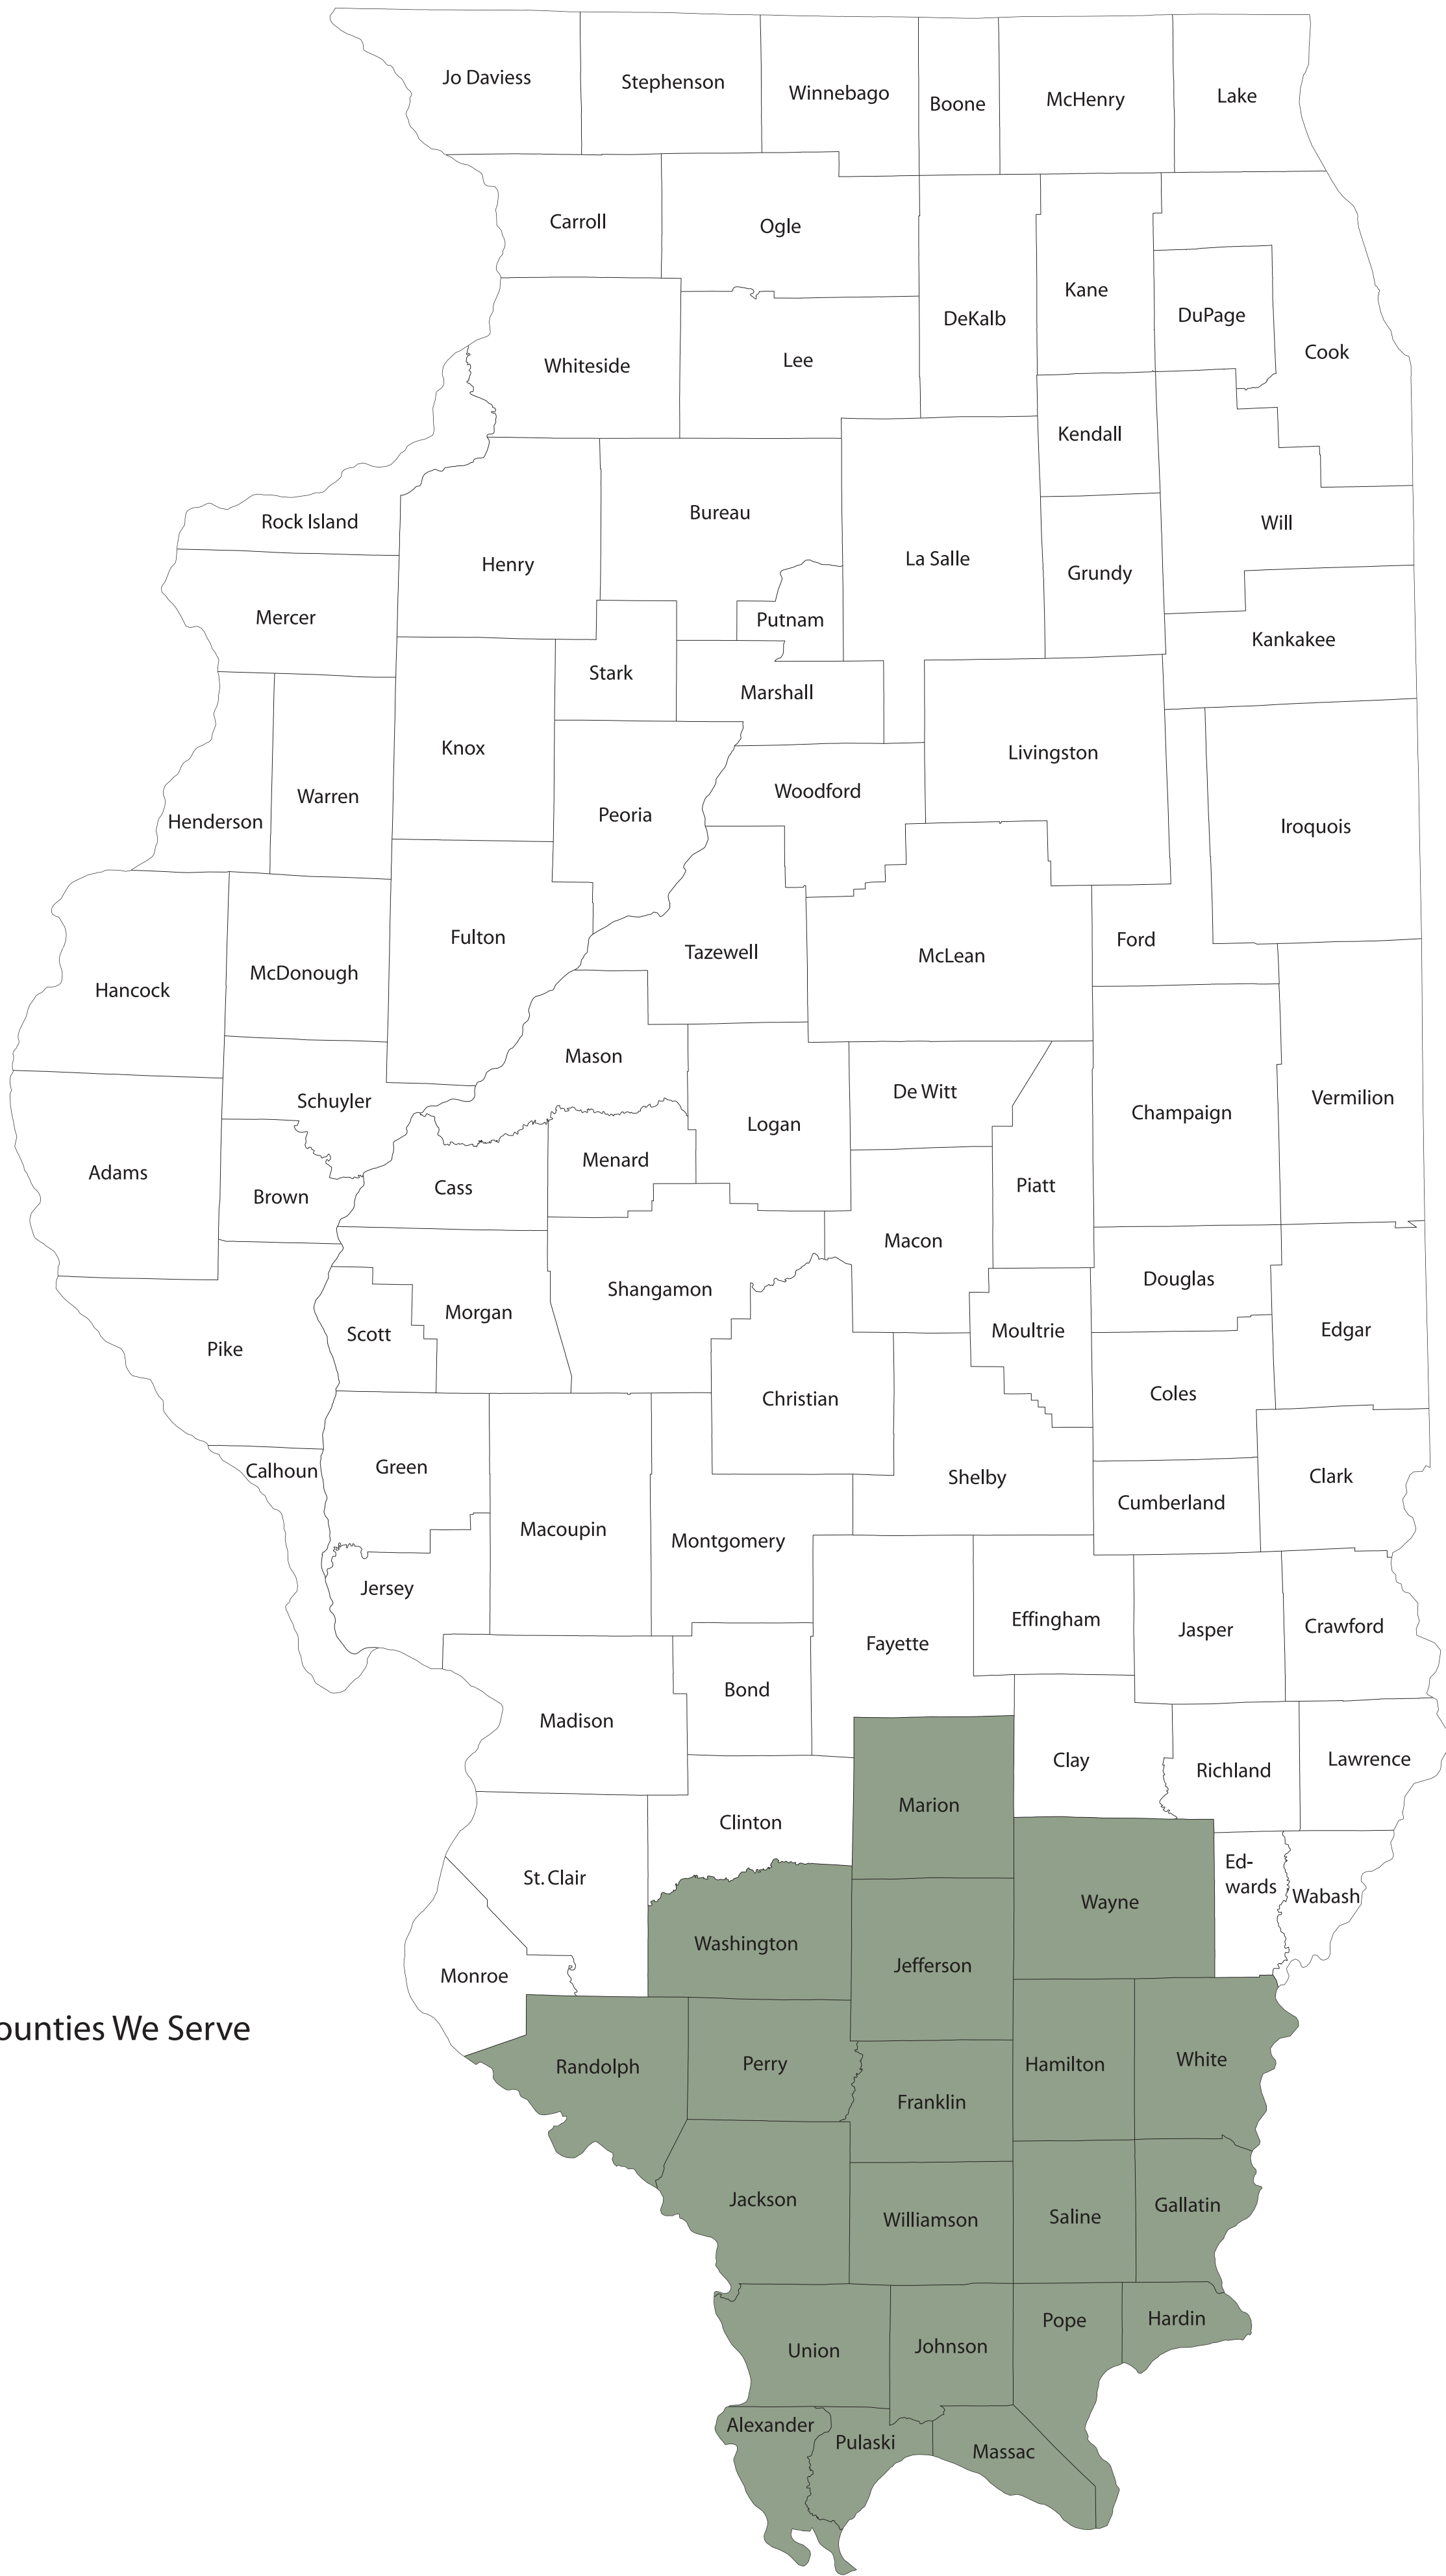 Jo Daviess
Stephenson
Winnebago
Boone
McHenry
Lake
Carroll
Ogle
DeKalb
Kane
DuPage
Cook
Whiteside
Lee
Kendall
Rock Island
Henry
Bureau
La Salle
Grundy
Will
Mercer
Putnam
Kankakee
Stark
Marshall
Knox
Livingston
Henderson
Warren
Peoria
Woodford
Iroquois
Hancock
McDonough
Fulton
Tazewell
McLean
Ford
Mason
Schuyler
Logan
De Witt
Champaign
Vermilion
Adams
Brown
Cass
Menard
Piatt
Macon
Pike
Scott
Morgan
Shangamon
Moultrie
Douglas
Edgar
Christian
Coles
Calhoun
Green
Macoupin
Montgomery
Shelby
Cumberland
Clark
Jersey
Fayette
Effingham
Jasper
Crawford
Madison
Bond
Clay
Richland
Lawrence
Clinton
Marion
St. Clair
Wayne
Ed-
wards
Wabash
Monroe
Washington
Jefferson
ounties We Serve
Randolph
Perry
Franklin
Hamilton
White
Jackson
Williamson
Saline
Gallatin
Union
Johnson
Pope
Hardin
Alexander
Pulaski
Massac